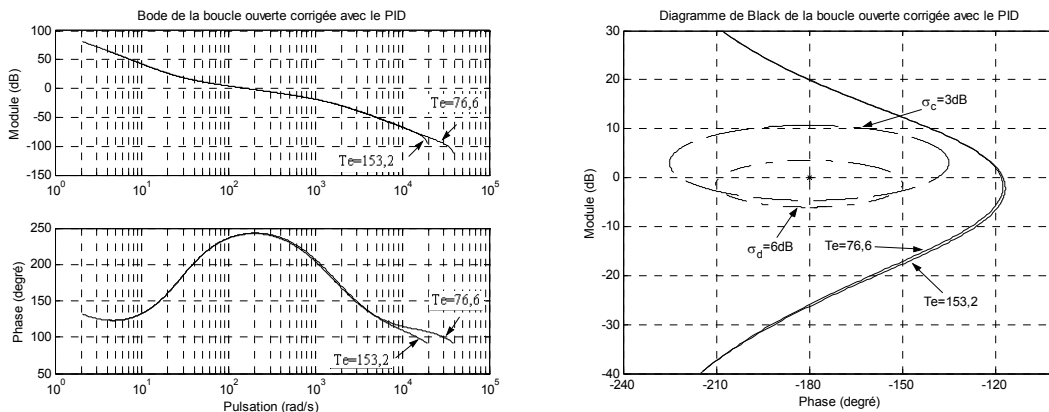 Bode de la boucle ouverte corrigée avec le PID
Module (dB)
100
50
0
-50
-100
-150
Te=76,6
Te=153,2
10^0 10^1 10^2 10^3 10^4 10^5
Phase (degré)
250
200
150
100
50
Te=76,6
Te=153,2
10^0 10^1 10^2 10^3 10^4 10^5
Pulsation (rad/s)
Diagramme de Black de la boucle ouverte corrigée avec le PID
Module (dB)
30
20
10
0
-10
-20
-30
-40
σc=3dB
σd=6dB
Te=76,6
Te=153,2
-240 -210 -180 -150 -120
Phase (degré)